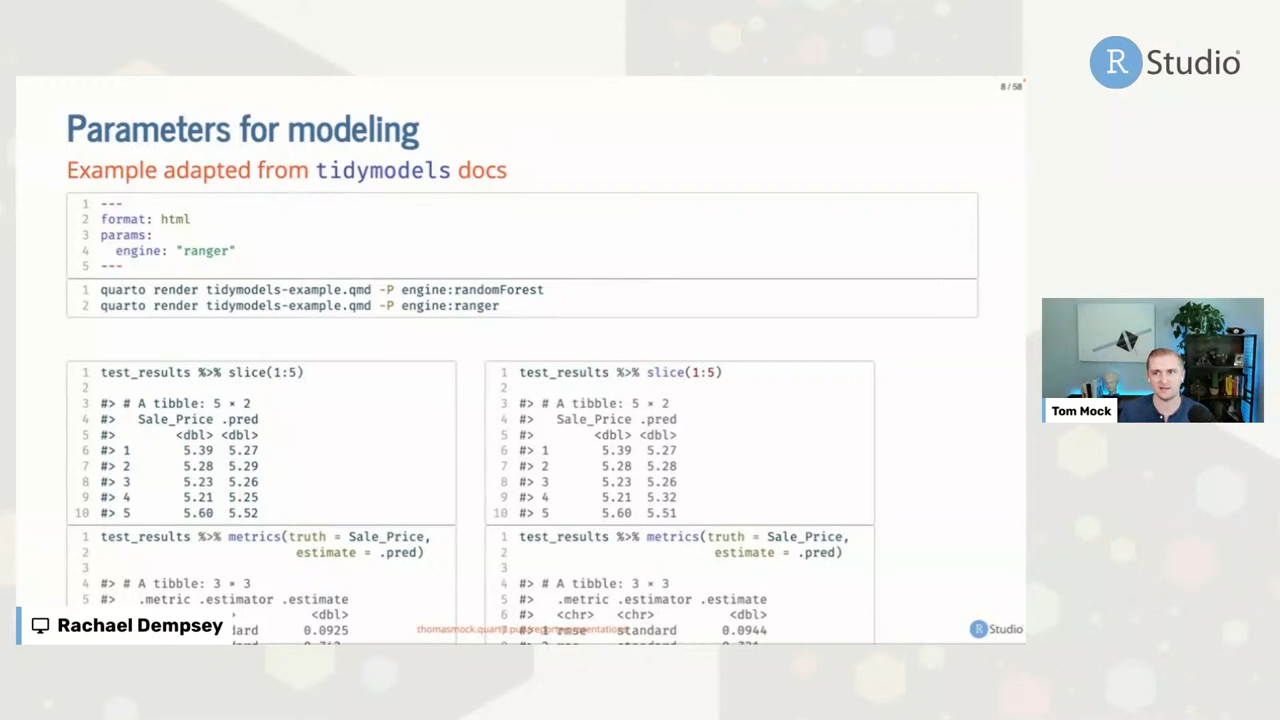 R Studio
8 / 58
Parameters for modeling
Example adapted from tidymodels docs
1 ---
2 format: html
3 params:
4   engine: "ranger"
5 ---
1 quarto render tidymodels-example.qmd -P engine:randomForest
2 quarto render tidymodels-example.qmd -P engine:ranger
1 test_results %>% slice(1:5)
2
3 #> # A tibble: 5 × 2
4 #>   Sale_Price .pred
5 #>        <dbl> <dbl>
6 #> 1       5.39  5.27
7 #> 2       5.28  5.29
8 #> 3       5.23  5.26
9 #> 4       5.21  5.25
10 #> 5       5.60  5.52
1 test_results %>% metrics(truth = Sale_Price,
2                          estimate = .pred)
3
4 #> # A tibble: 3 × 3
5 #>   .metric .estimator .estimate
<dbl>
ard     0.0925
1 test_results %>% slice(1:5)
2
3 #> # A tibble: 5 × 2
4 #>   Sale_Price .pred
5 #>        <dbl> <dbl>
6 #> 1       5.39  5.27
7 #> 2       5.28  5.28
8 #> 3       5.23  5.26
9 #> 4       5.21  5.32
10 #> 5       5.60  5.51
1 test_results %>% metrics(truth = Sale_Price,
2                          estimate = .pred)
3
4 #> # A tibble: 3 × 3
5 #>   .metric .estimator .estimate
6 #>   <chr>   <chr>          <dbl>
7 #> 1 rmse    standard      0.0944
R Studio
Rachael Dempsey
Tom Mock